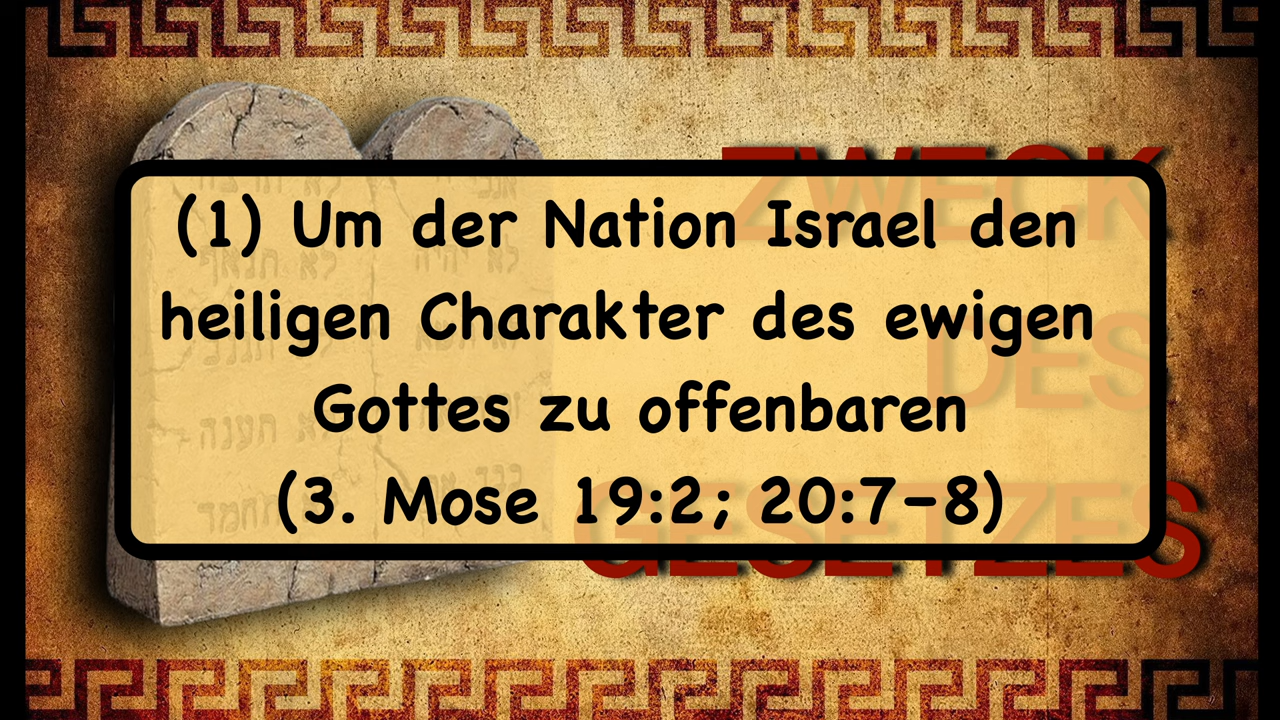 ZWECK
DES
GESETZES
(1) Um der Nation Israel den
heiligen Charakter des ewigen
Gottes zu offenbaren
(3. Mose 19:2; 20:7–8)